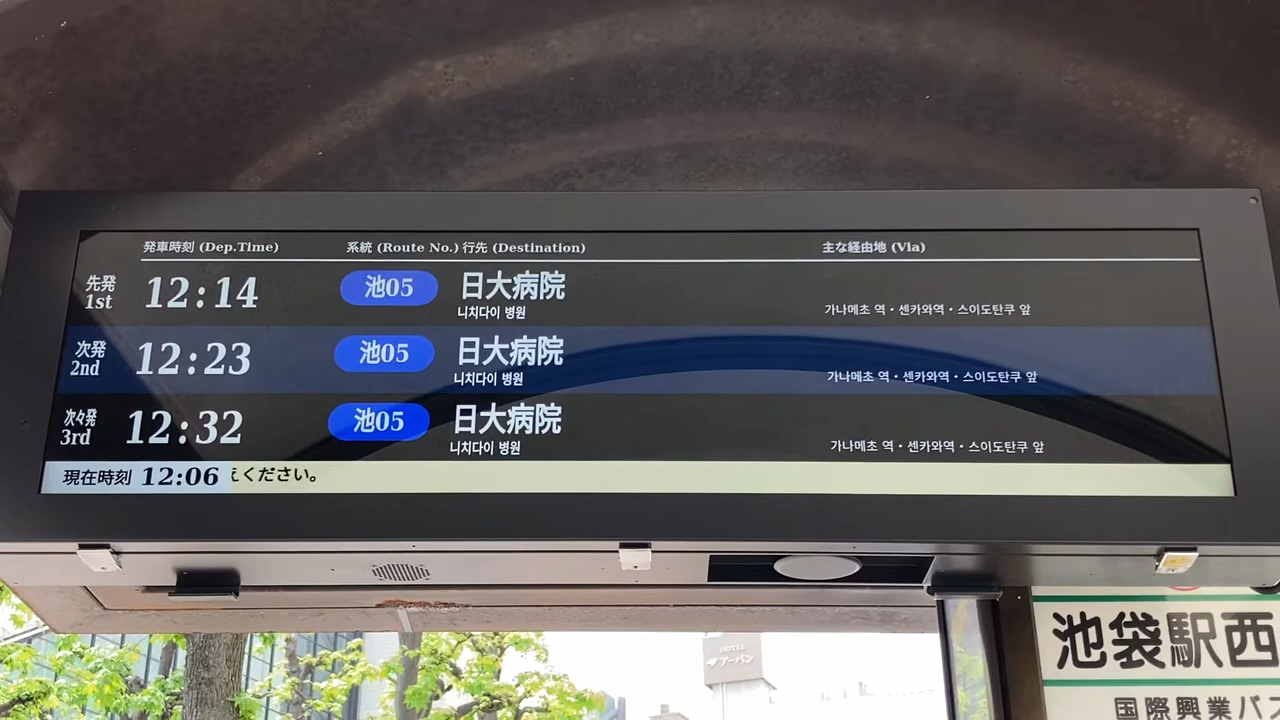 発車時刻 (Dep.Time) 系統 (Route No.) 行先 (Destination) 主な経由地 (Via)
先発 1st 12:14 池05 日大病院
니치다이 병원 가나메초 역・센카와역・스이도탄쿠 앞
次発 2nd 12:23 池05 日大病院
니치다이 병원 가나메초 역・센카와역・스이도탄쿠 앞
次々発 3rd 12:32 池05 日大病院
니치다이 병원 가나메초 역・센카와역・스이도탄쿠 앞
現在時刻 12:06 えください。
HOTEL
アーバン
池袋駅西
国際興業バス